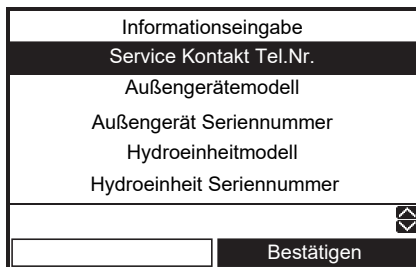 Informationseingabe
Service Kontakt Tel.Nr.
Außengerätemodell
Außengerät Seriennummer
Hydroeinheitmodell
Hydroeinheit Seriennummer
Bestätigen